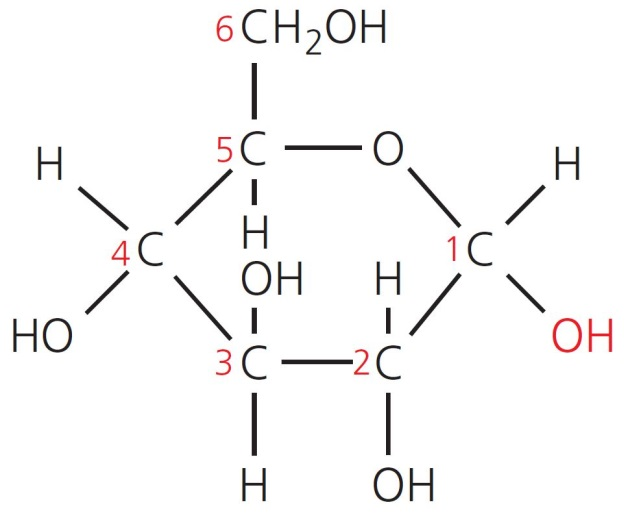 6 CH₂OH
H 5 C O H
H
4 C 1 C
OH H
HO OH
3 C 2 C
H OH